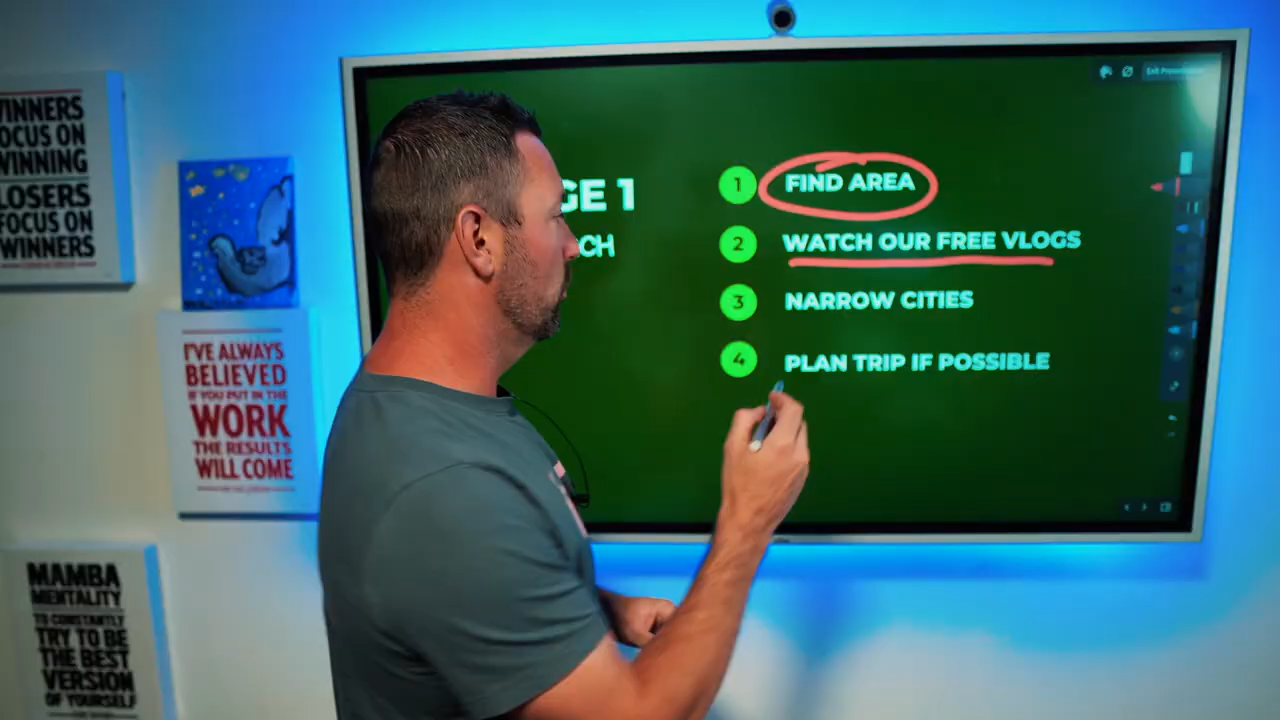 WINNERS
FOCUS ON
WINNING
LOSERS
FOCUS ON
WINNERS
I'VE ALWAYS
BELIEVED
IF YOU PUT IN THE
WORK
THE RESULTS
WILL COME
MAMBA
MENTALITY
TO CONSTANTLY
TRY TO BE
THE BEST
VERSION
OF YOURSELF
GE 1
CH
Exit Presentation
1 FIND AREA
2 WATCH OUR FREE VLOGS
3 NARROW CITIES
4 PLAN TRIP IF POSSIBLE